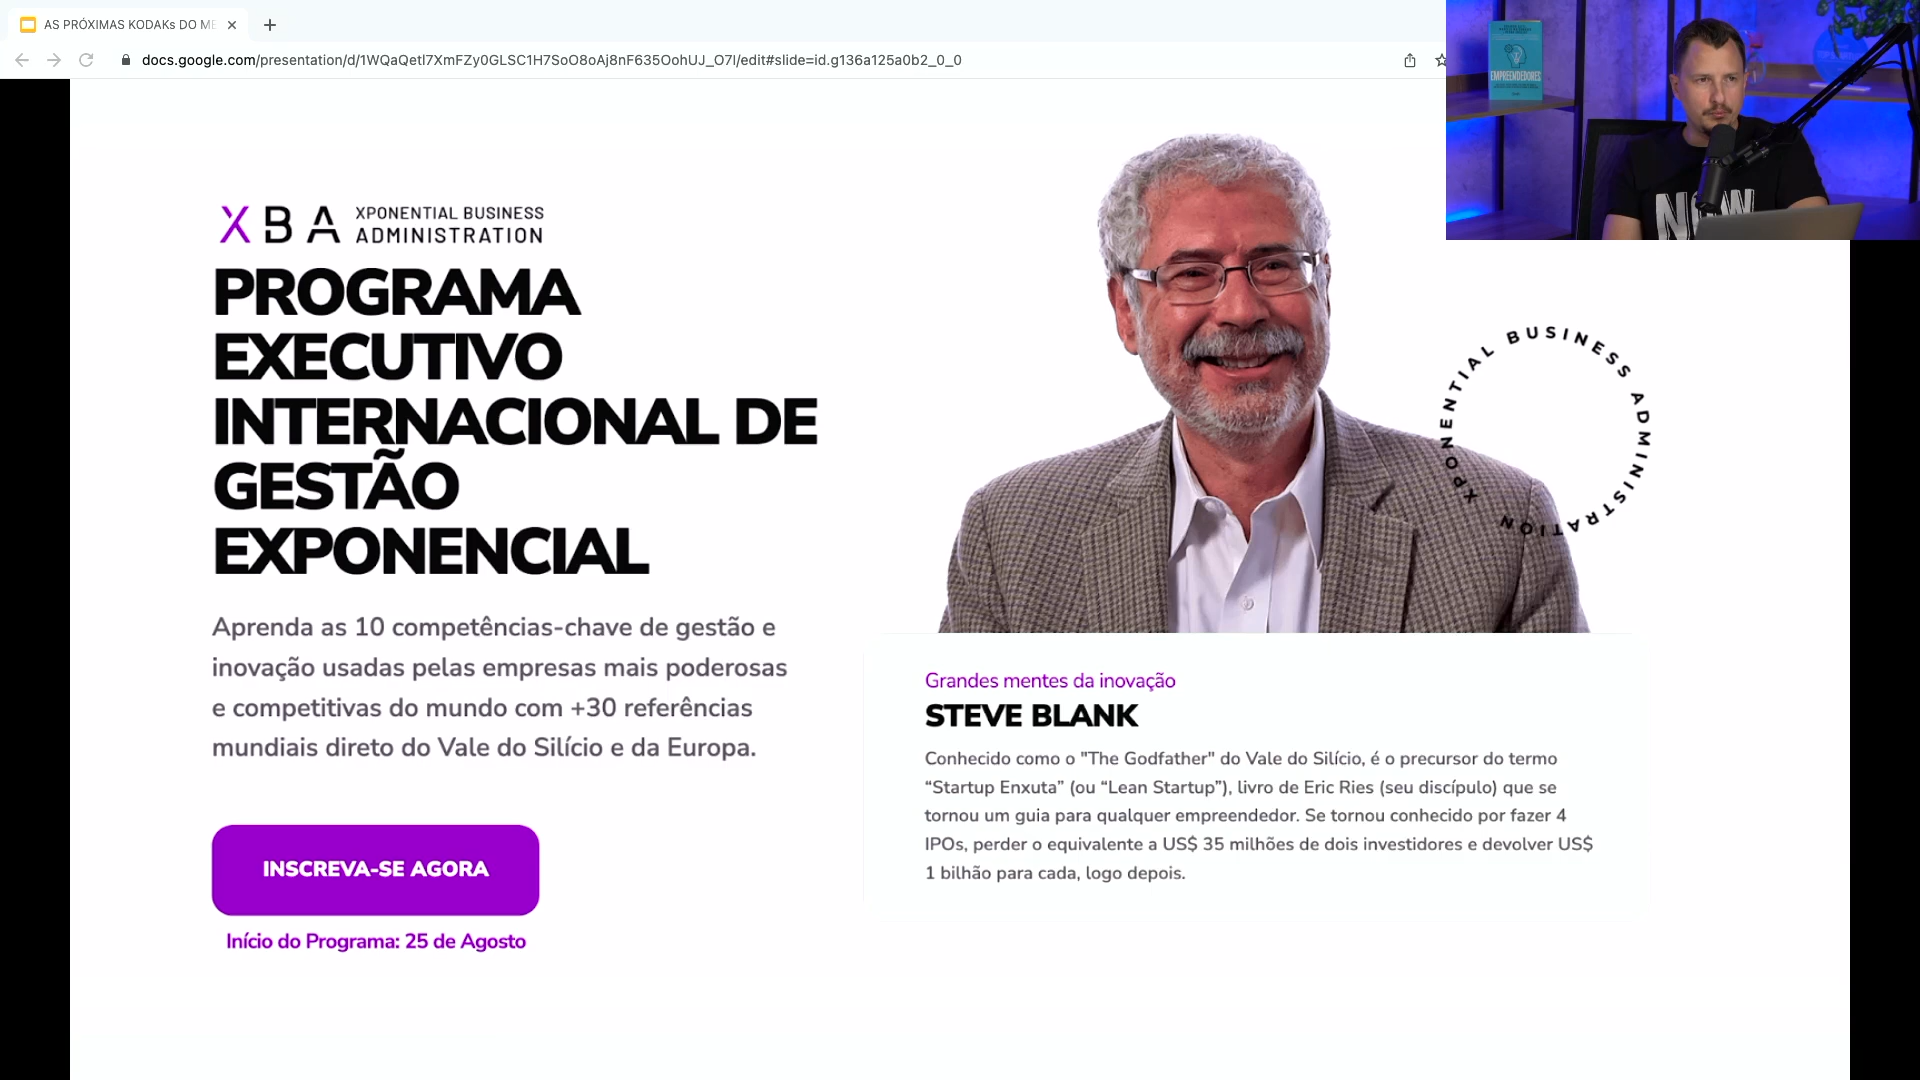 AS PRÓXIMAS KODAKs DO ME
docs.google.com/presentation/d/1WQaQetl7XmFZy0GLSC1H7SoO8oAj8nF635OohUJ_O7I/edit#slide=id.g136a125a0b2_0_0
EMPREENDEDORES
NOW
XBA XPONENTIAL BUSINESS
ADMINISTRATION
PROGRAMA
EXECUTIVO
INTERNACIONAL DE
GESTÃO
EXPONENCIAL
Aprenda as 10 competências-chave de gestão e
inovação usadas pelas empresas mais poderosas
e competitivas do mundo com +30 referências
mundiais direto do Vale do Silício e da Europa.
INSCREVA-SE AGORA
Início do Programa: 25 de Agosto
XPONENTIAL BUSINESS ADMINISTRATION
Grandes mentes da inovação
STEVE BLANK
Conhecido como o "The Godfather" do Vale do Silício, é o precursor do termo
“Startup Enxuta” (ou “Lean Startup”), livro de Eric Ries (seu discípulo) que se
tornou um guia para qualquer empreendedor. Se tornou conhecido por fazer 4
IPOs, perder o equivalente a US$ 35 milhões de dois investidores e devolver US$
1 bilhão para cada, logo depois.